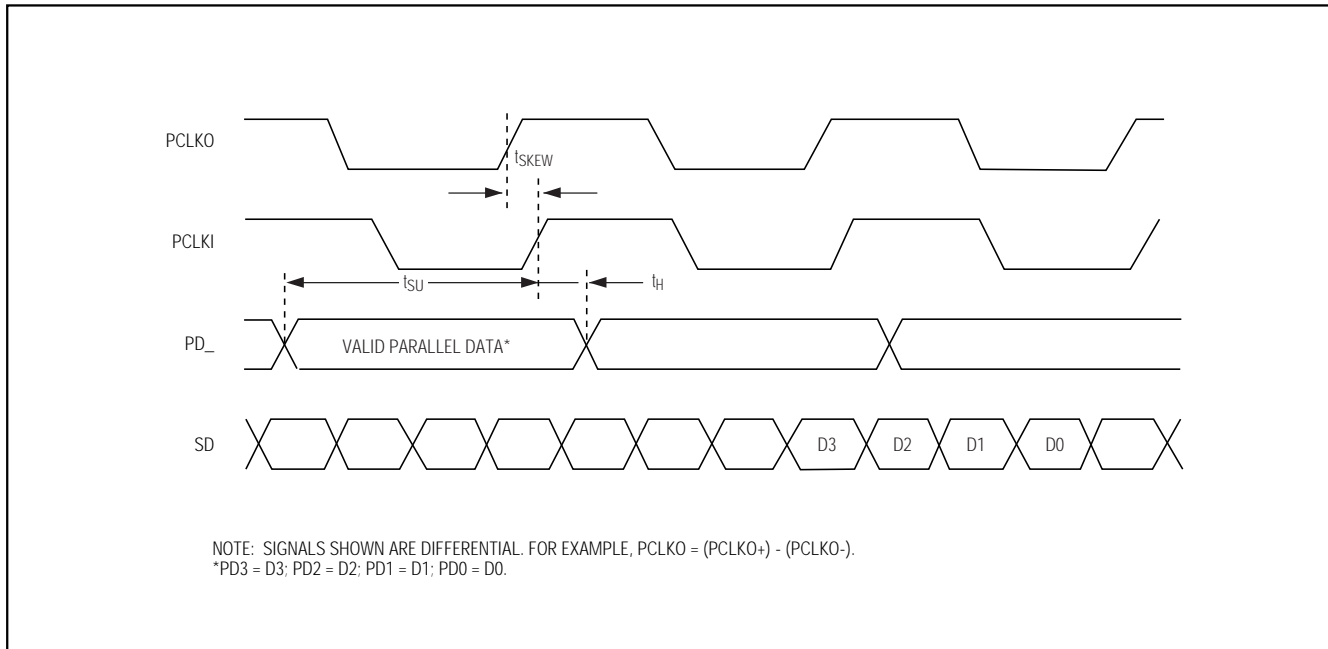 PCLKO
tSKEW
PCLKI
tSU
tH
PD_
VALID PARALLEL DATA*
SD
D3
D2
D1
D0
NOTE: SIGNALS SHOWN ARE DIFFERENTIAL. FOR EXAMPLE, PCLKO = (PCLKO+) - (PCLKO-).
*PD3 = D3; PD2 = D2; PD1 = D1; PD0 = D0.